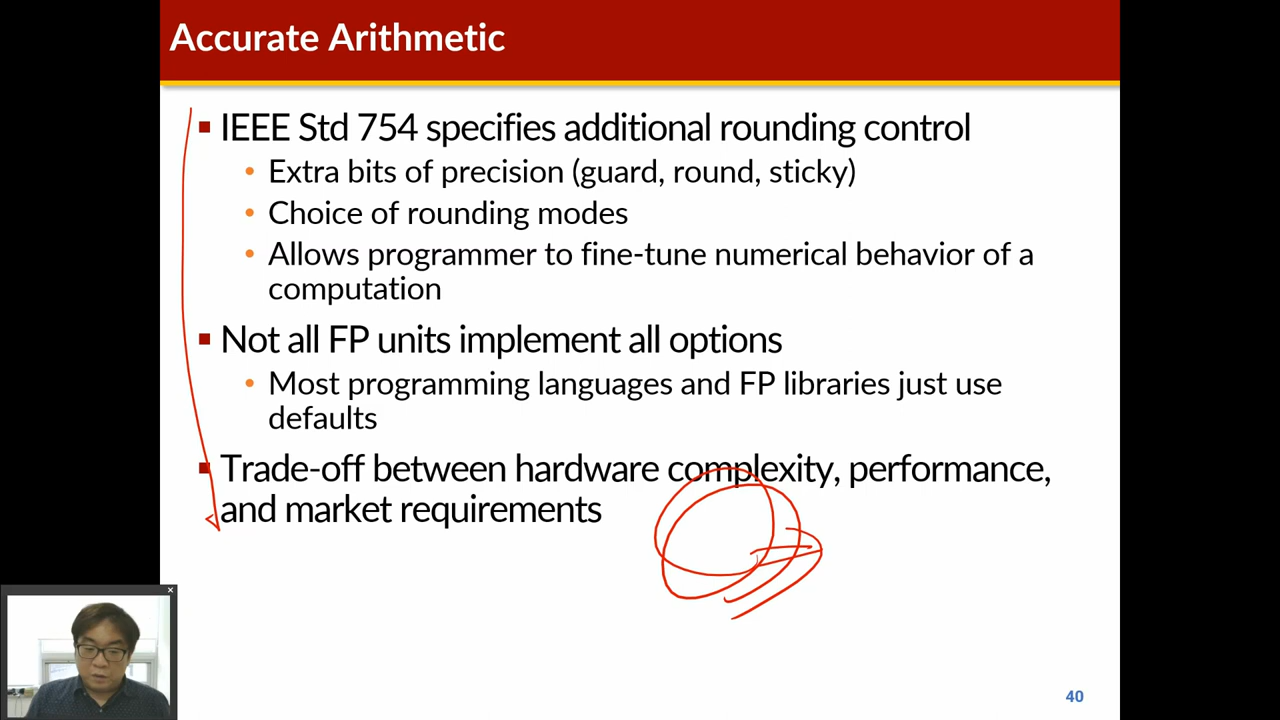 Accurate Arithmetic
▪ IEEE Std 754 specifies additional rounding control
• Extra bits of precision (guard, round, sticky)
• Choice of rounding modes
• Allows programmer to fine-tune numerical behavior of a
computation
▪ Not all FP units implement all options
• Most programming languages and FP libraries just use
defaults
▪ Trade-off between hardware complexity, performance,
and market requirements
40